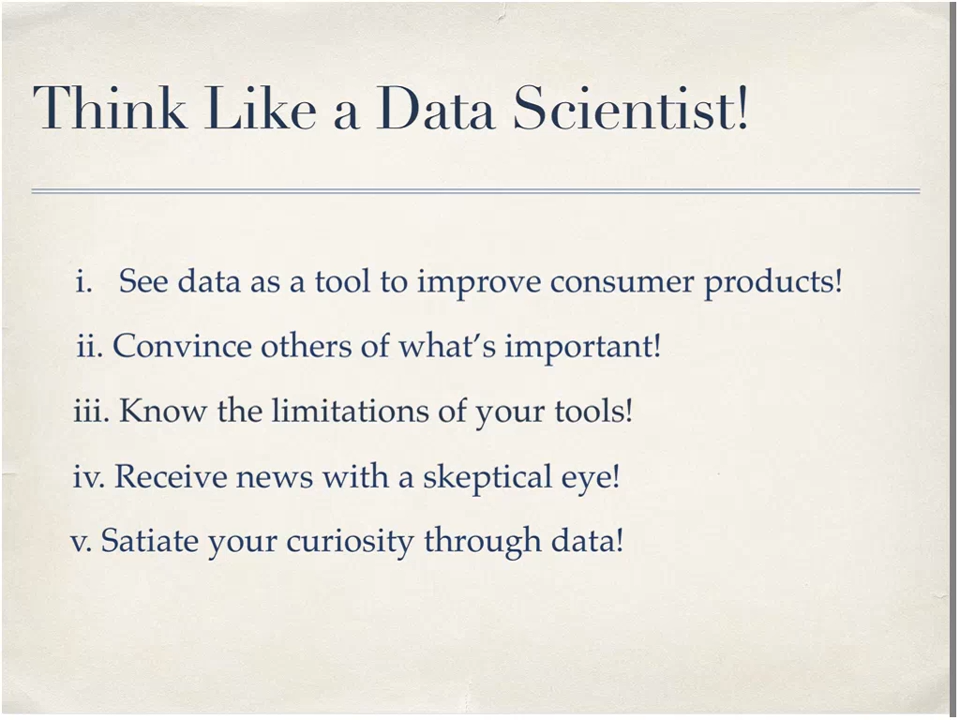 Think Like a Data Scientist!
i. See data as a tool to improve consumer products!
ii. Convince others of what's important!
iii. Know the limitations of your tools!
iv. Receive news with a skeptical eye!
v. Satiate your curiosity through data!